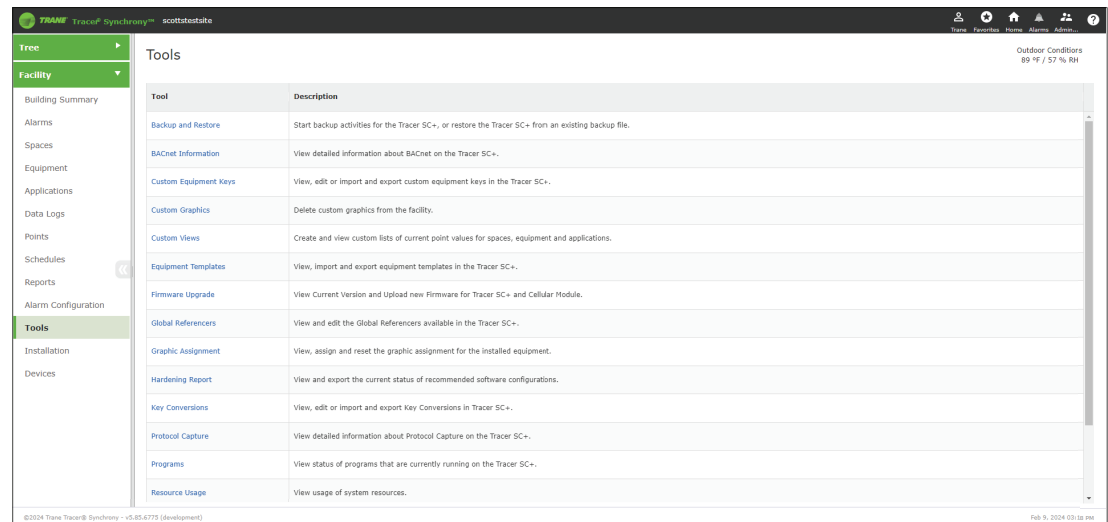 TRANE Tracer® Synchrony™ scottstestsite
Trane Favorites Home Alarms Admin...
Tree
Tools
Outdoor Conditions
89 ºF / 57 % RH
Facility
Building Summary
Alarms
Spaces
Equipment
Applications
Data Logs
Points
Schedules
Reports
Alarm Configuration
Tools
Installation
Devices
Tool Description
Backup and Restore Start backup activities for the Tracer SC+, or restore the Tracer SC+ from an existing backup file.
BACnet Information View detailed information about BACnet on the Tracer SC+.
Custom Equipment Keys View, edit or import and export custom equipment keys in the Tracer SC+.
Custom Graphics Delete custom graphics from the facility.
Custom Views Create and view custom lists of current point values for spaces, equipment and applications.
Equipment Templates View, import and export equipment templates in the Tracer SC+.
Firmware Upgrade View Current Version and Upload new Firmware for Tracer SC+ and Cellular Module.
Global Referencers View and edit the Global Referencers available in the Tracer SC+.
Graphic Assignment View, assign and reset the graphic assignment for the installed equipment.
Hardening Report View and export the current status of recommended software configurations.
Key Conversions View, edit or import and export Key Conversions in Tracer SC+.
Protocol Capture View detailed information about Protocol Capture on the Tracer SC+.
Programs View status of programs that are currently running on the Tracer SC+.
Resource Usage View usage of system resources.
©2024 Trane Tracer® Synchrony - v5.85.6775 (development) Feb 9, 2024 03:18 PM